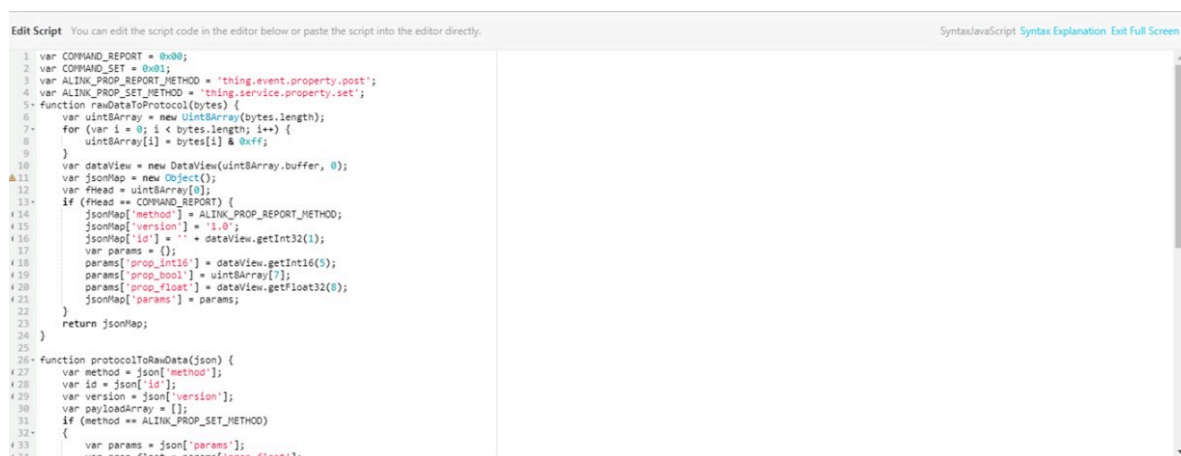 Edit Script You can edit the script code in the editor below or paste the script into the editor directly. SyntaxJavaScript Syntax Explanation Exit Full Screen
1 var COMMAND_REPORT = 0x00;
2 var COMMAND_SET = 0x01;
3 var ALINK_PROP_REPORT_METHOD = 'thing.event.property.post';
4 var ALINK_PROP_SET_METHOD = 'thing.service.property.set';
5 function rawDataToProtocol(bytes) {
6 var uint8Array = new Uint8Array(bytes.length);
7 for (var i = 0; i < bytes.length; i++) {
8 uint8Array[i] = bytes[i] & 0xff;
9 }
10 var dataView = new DataView(uint8Array.buffer, 0);
11 var jsonMap = new Object();
12 var fHead = uint8Array[0];
13 if (fHead == COMMAND_REPORT) {
14 jsonMap['method'] = ALINK_PROP_REPORT_METHOD;
15 jsonMap['version'] = '1.0';
16 jsonMap['id'] = '' + dataView.getInt32(1);
17 var params = {};
18 params['prop_int16'] = dataView.getInt16(5);
19 params['prop_bool'] = uint8Array[7];
20 params['prop_float'] = dataView.getFloat32(8);
21 jsonMap['params'] = params;
22 }
23 return jsonMap;
24 }
25
26 function protocolToRawData(json) {
27 var method = json['method'];
28 var id = json['id'];
29 var version = json['version'];
30 var payloadArray = [];
31 if (method == ALINK_PROP_SET_METHOD)
32 {
33 var params = json['params'];